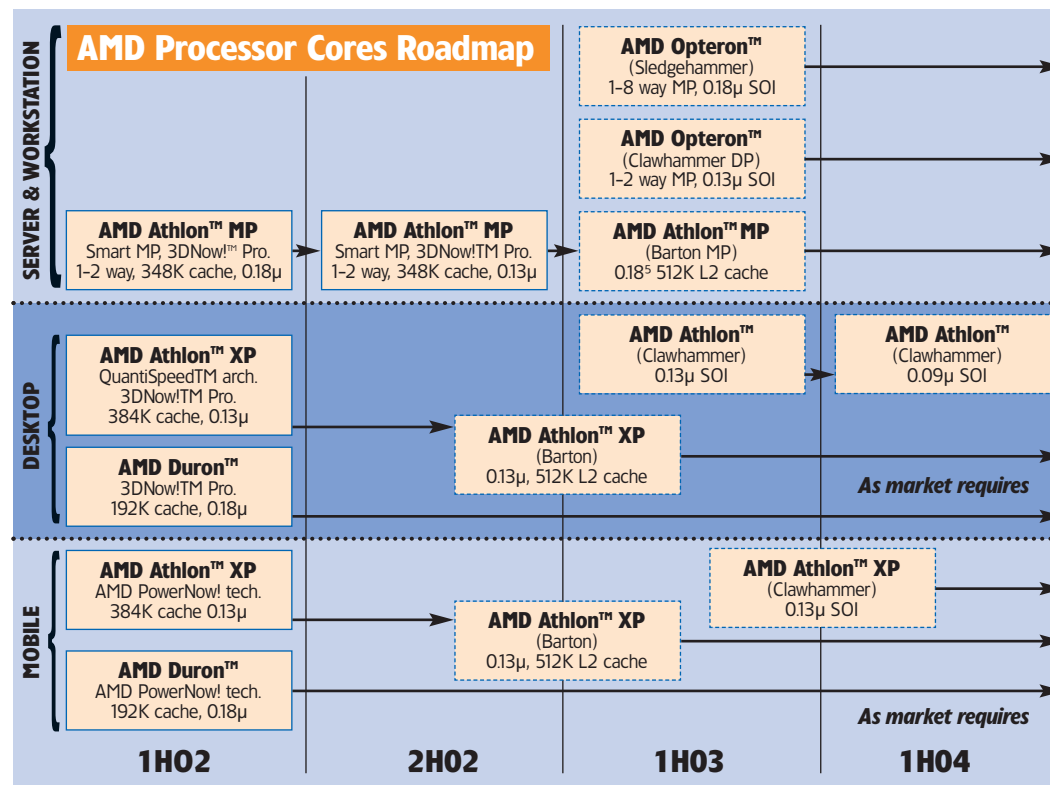 AMD Processor Cores Roadmap
SERVER & WORKSTATION
AMD Athlon™ MP
Smart MP, 3DNow!™ Pro.
1-2 way, 348K cache, 0.18µ
AMD Athlon™ MP
Smart MP, 3DNow!TM Pro.
1-2 way, 348K cache, 0.13µ
AMD Opteron™
(Sledgehammer)
1-8 way MP, 0.18µ SOI
AMD Opteron™
(Clawhammer DP)
1-2 way MP, 0.13µ SOI
AMD Athlon™ MP
(Barton MP)
0.18⁵ 512K L2 cache
DESKTOP
AMD Athlon™ XP
QuantiSpeedTM arch.
3DNow!TM Pro.
384K cache, 0.13µ
AMD Duron™
3DNow!TM Pro.
192K cache, 0.18µ
AMD Athlon™ XP
(Barton)
0.13µ, 512K L2 cache
AMD Athlon™
(Clawhammer)
0.13µ SOI
AMD Athlon™
(Clawhammer)
0.09µ SOI
As market requires
MOBILE
AMD Athlon™ XP
AMD PowerNow! tech.
384K cache 0.13µ
AMD Duron™
AMD PowerNow! tech.
192K cache, 0.18µ
AMD Athlon™ XP
(Barton)
0.13µ, 512K L2 cache
AMD Athlon™ XP
(Clawhammer)
0.13µ SOI
As market requires
1H02
2H02
1H03
1H04